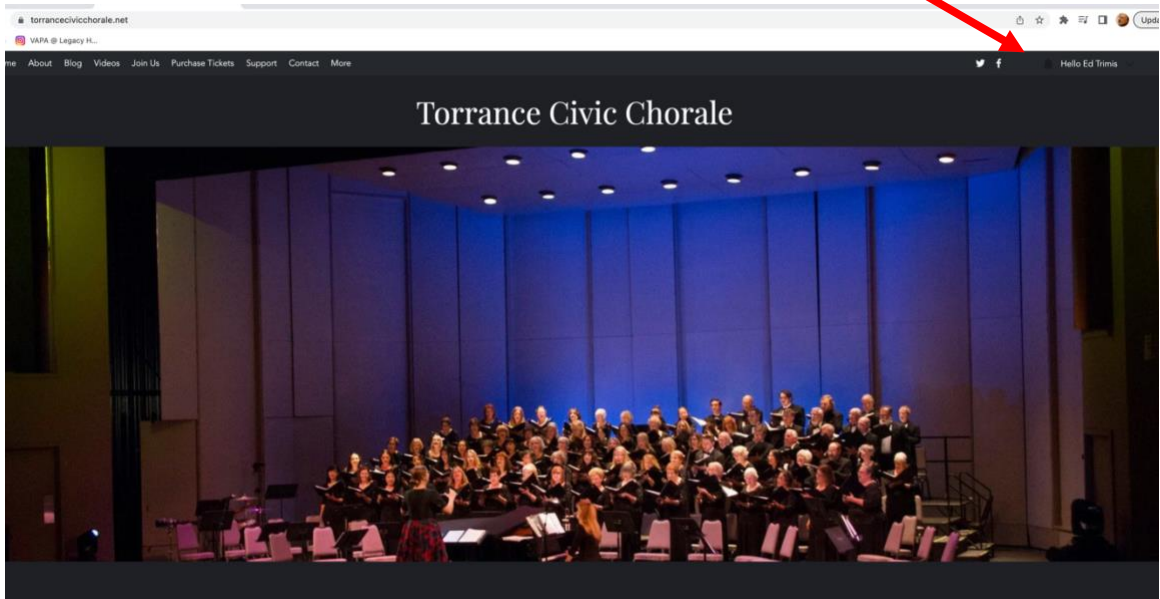 torrancecivicchorale.net
VAPA @ Legacy H...
me About Blog Videos Join Us Purchase Tickets Support Contact More
Hello Ed Trimis
Torrance Civic Chorale